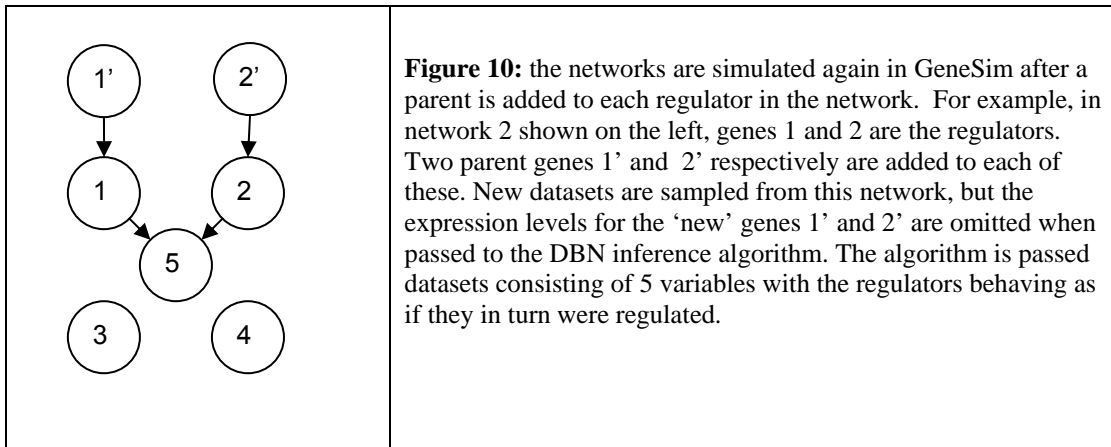 1’ 2’
1 2
5
3 4
Figure 10: the networks are simulated again in GeneSim after a
parent is added to each regulator in the network. For example, in
network 2 shown on the left, genes 1 and 2 are the regulators.
Two parent genes 1’ and 2’ respectively are added to each of
these. New datasets are sampled from this network, but the
expression levels for the ‘new’ genes 1’ and 2’ are omitted when
passed to the DBN inference algorithm. The algorithm is passed
datasets consisting of 5 variables with the regulators behaving as
if they in turn were regulated.